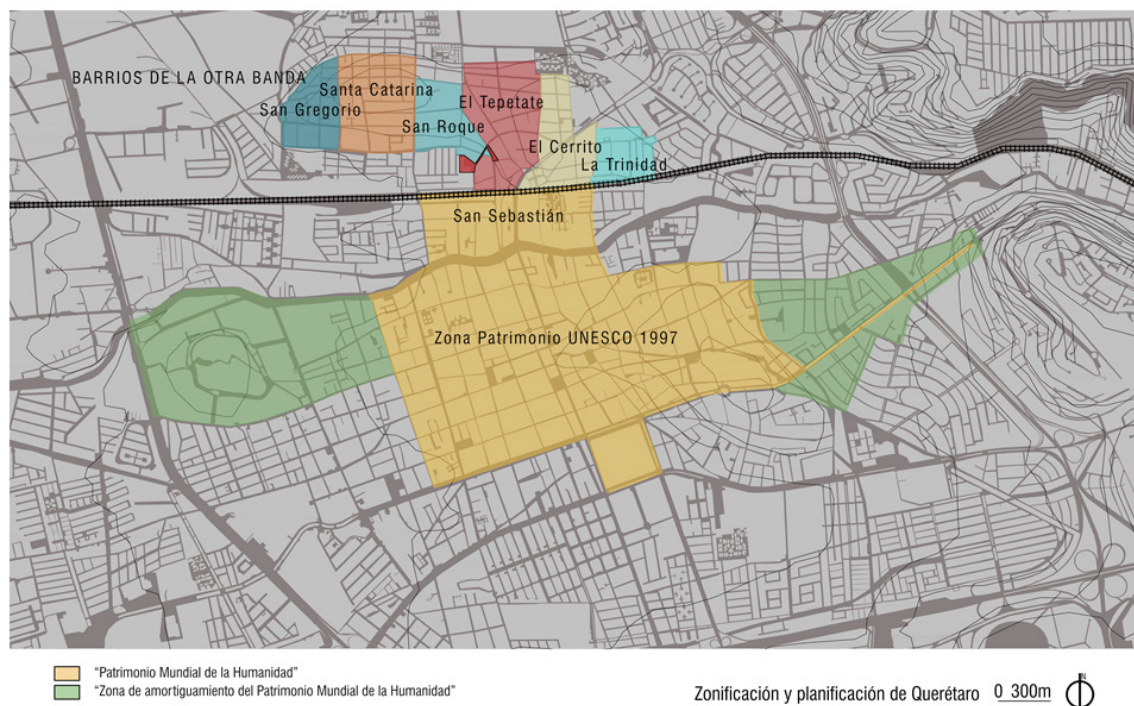 BARRIOS DE LA OTRA BANDA
Santa Catarina
San Gregorio
El Tepetate
San Roque
El Cerrito
La Trinidad
San Sebastián
Zona Patrimonio UNESCO 1997
"Patrimonio Mundial de la Humanidad"
"Zona de amortiguamiento del Patrimonio Mundial de la Humanidad"
Zonificación y planificación de Querétaro 0 300m
N